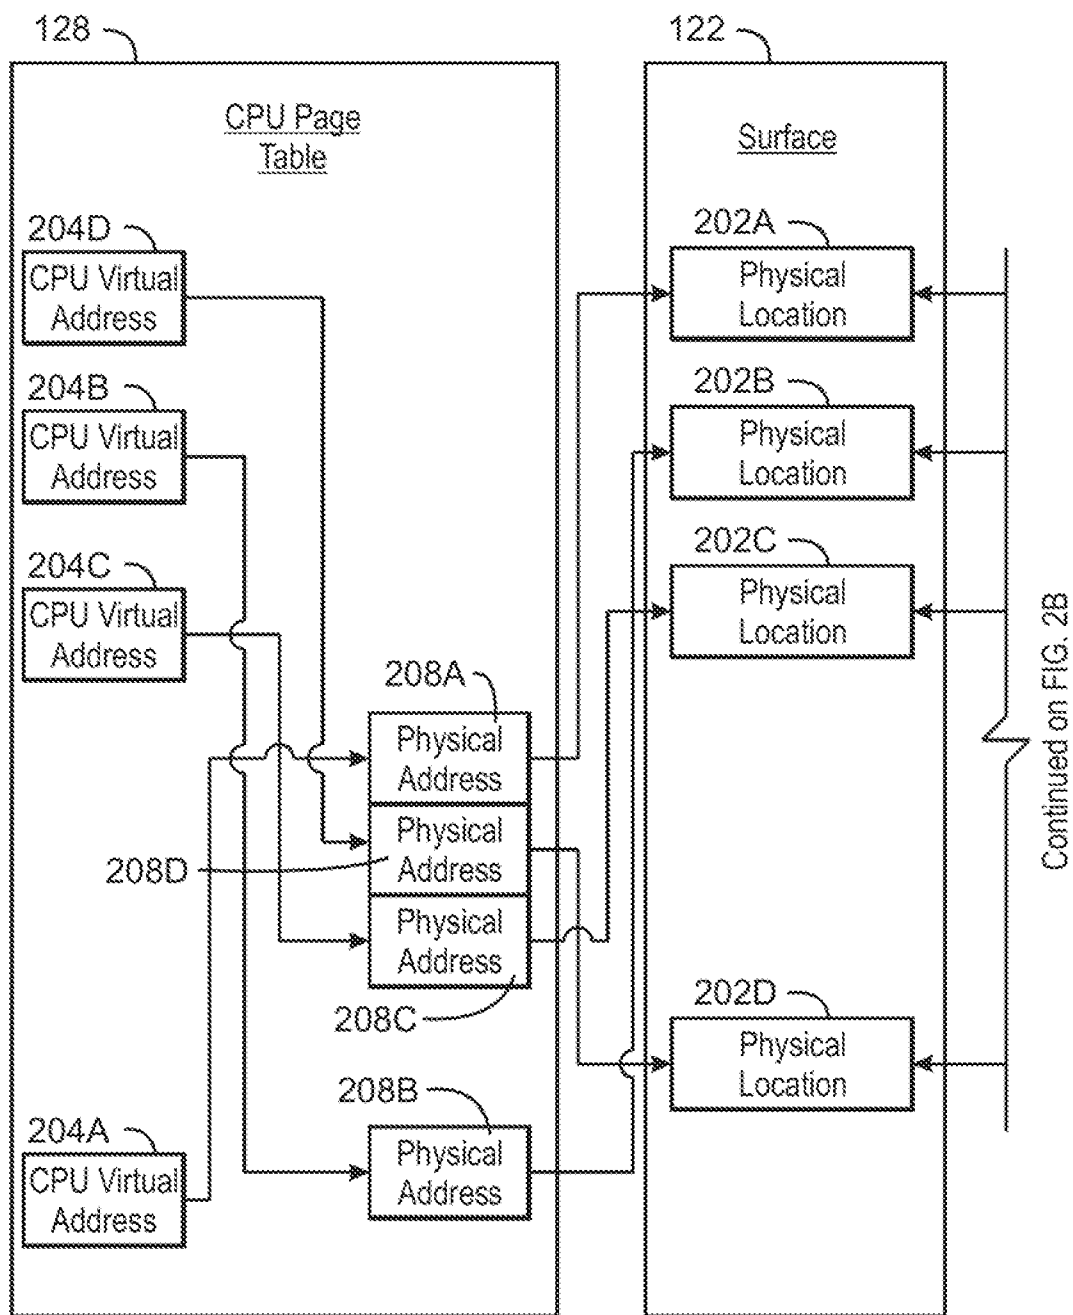 128
122
CPU Page
Table
Surface
204D
CPU Virtual
Address
204B
CPU Virtual
Address
204C
CPU Virtual
Address
208A
Physical
Address
208D
Physical
Address
Physical
Address
208C
208B
Physical
Address
204A
CPU Virtual
Address
202A
Physical
Location
202B
Physical
Location
202C
Physical
Location
202D
Physical
Location
Continued on FIG. 2B